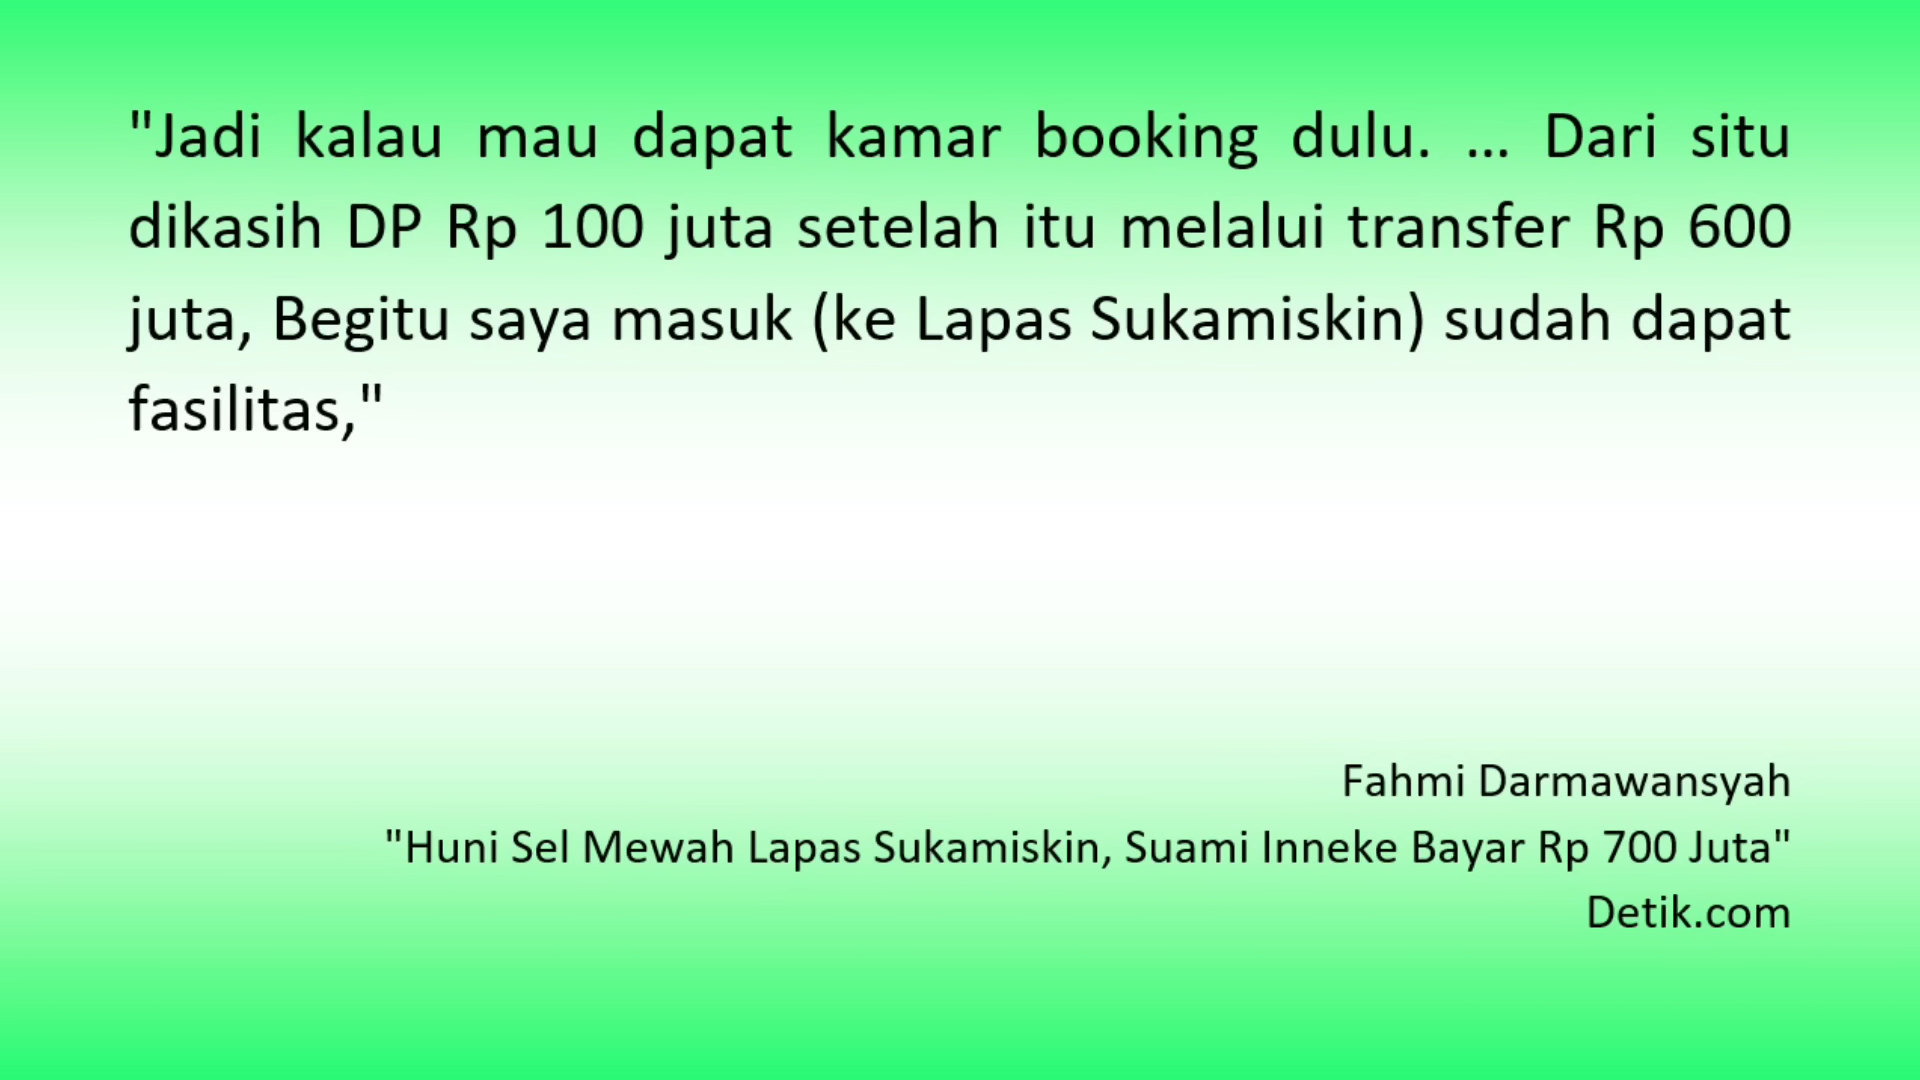 "Jadi kalau mau dapat kamar booking dulu. ... Dari situ
dikasih DP Rp 100 juta setelah itu melalui transfer Rp 600
juta, Begitu saya masuk (ke Lapas Sukamiskin) sudah dapat
fasilitas,"
Fahmi Darmawansyah
"Huni Sel Mewah Lapas Sukamiskin, Suami Inneke Bayar Rp 700 Juta"
Detik.com